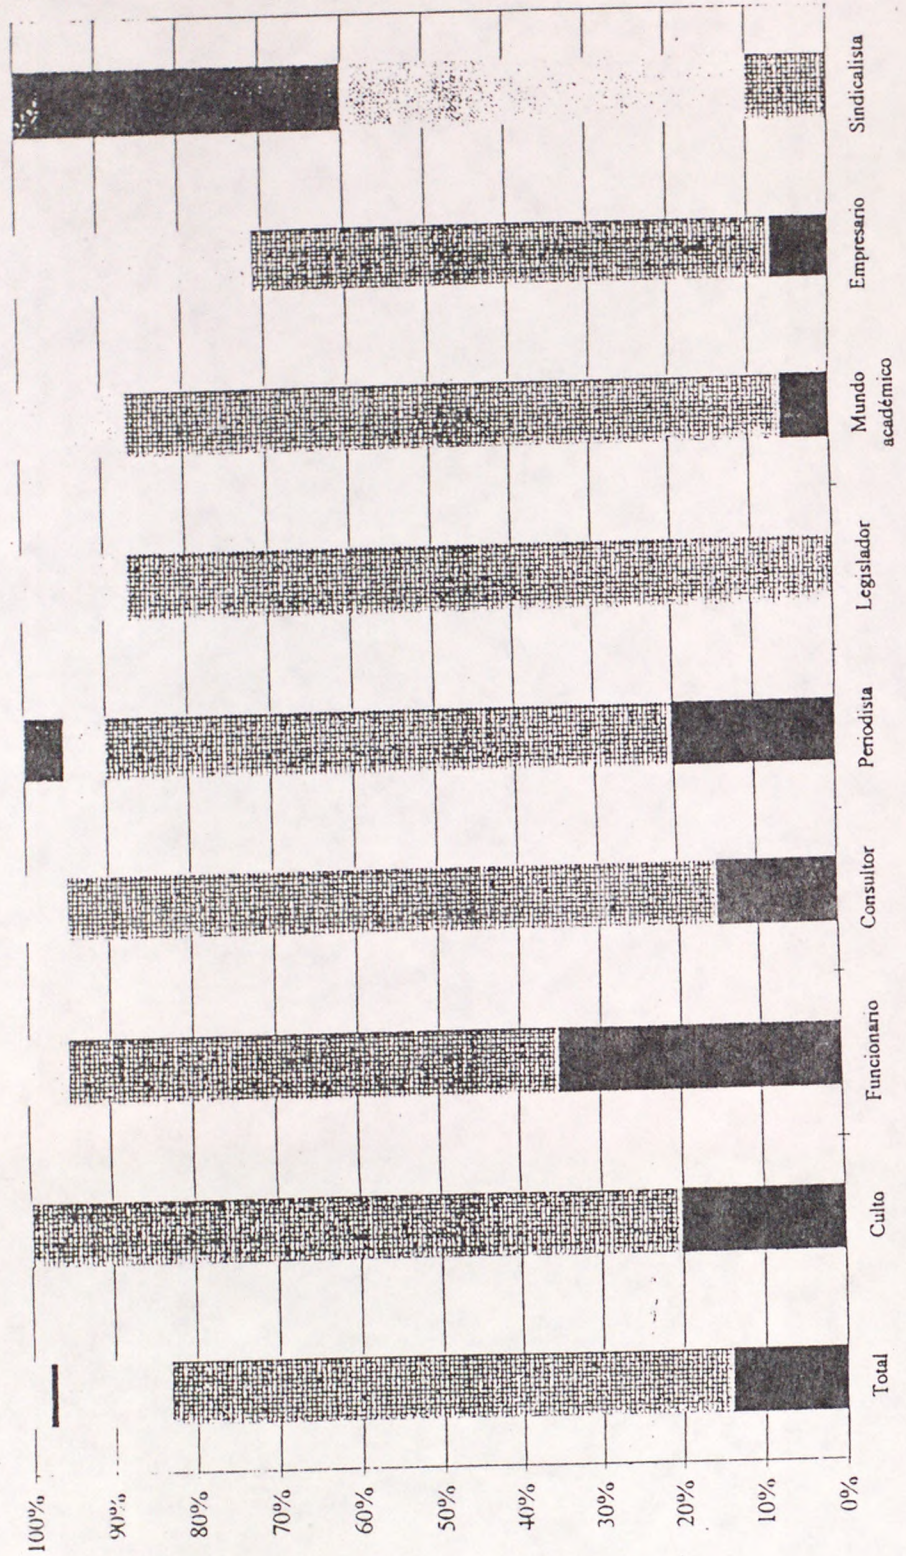 100%
90%
80%
70%
60%
50%
40%
30%
20%
10%
0%
Total
Culto
Funcionario
Consultor
Periodista
Legislador
Mundo
académico
Empresario
Sindicalista